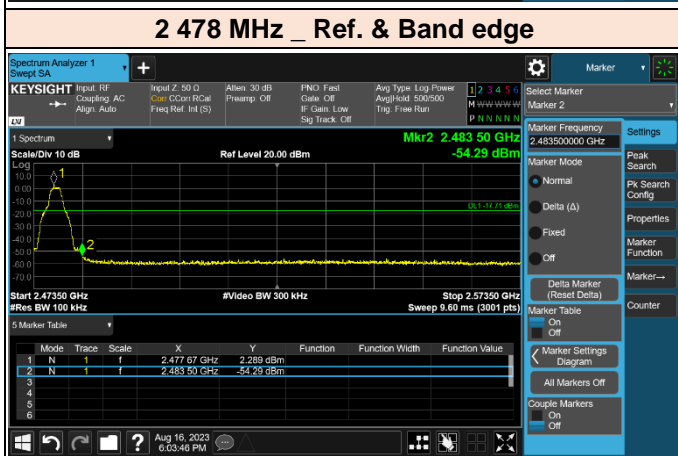 2 478 MHz _ Ref. & Band edge
Spectrum Analyzer 1
Swept SA
+
Marker
KEYSIGHT
Input: RF
Coupling: AC
Align: Auto
Input Z: 50 Ω
Corr CCorr RCal
Freq Ref: Int (S)
Atten: 30 dB
Preamp: Off
PNO: Fast
Gate: Off
IF Gain: Low
Sig Track: Off
Avg Type: Log-Power
Avg|Hold: 500/500
Trig: Free Run
1 2 3 4 5 6
M W W W W W
P N N N N N
LXI
Select Marker
Marker 2
1 Spectrum
Scale/Div 10 dB
Ref Level 20.00 dBm
Mkr2 2.483 50 GHz
-54.29 dBm
Log
10.0
0.00
-10.0
-20.0
-30.0
-40.0
-50.0
-60.0
-70.0
1
2
DL1 -17.71 dBm
Start 2.47350 GHz
#Res BW 100 kHz
#Video BW 300 kHz
Stop 2.57350 GHz
Sweep 9.60 ms (3001 pts)
5 Marker Table
Mode Trace Scale X Y Function Function Width Function Value
1 N 1 f 2.477 67 GHz 2.289 dBm
2 N 1 f 2.483 50 GHz -54.29 dBm
3
4
5
6
Marker Frequency
2.483500000 GHz
Marker Mode
Normal
Delta (Δ)
Fixed
Off
Delta Marker
(Reset Delta)
Marker Table
On
Off
Marker Settings
Diagram
All Markers Off
Couple Markers
On
Off
Settings
Peak
Search
Pk Search
Config
Properties
Marker
Function
Marker→
Counter
?
Aug 16, 2023
6:03:46 PM